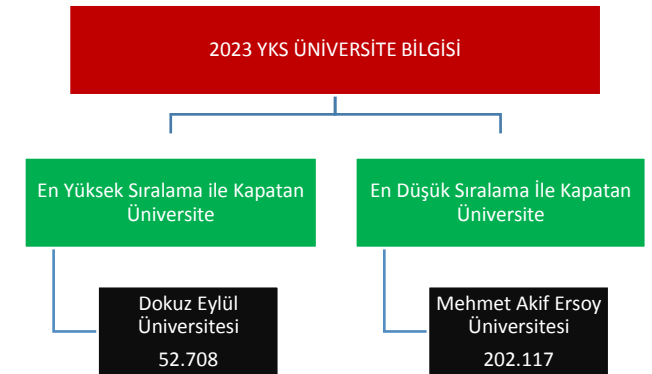 2023 YKS ÜNİVERSİTE BİLGİSİ
En Yüksek Sıralama ile Kapatan
Üniversite
En Düşük Sıralama İle Kapatan
Üniversite
Dokuz Eylül
Üniversitesi
52.708
Mehmet Akif Ersoy
Üniversitesi
202.117